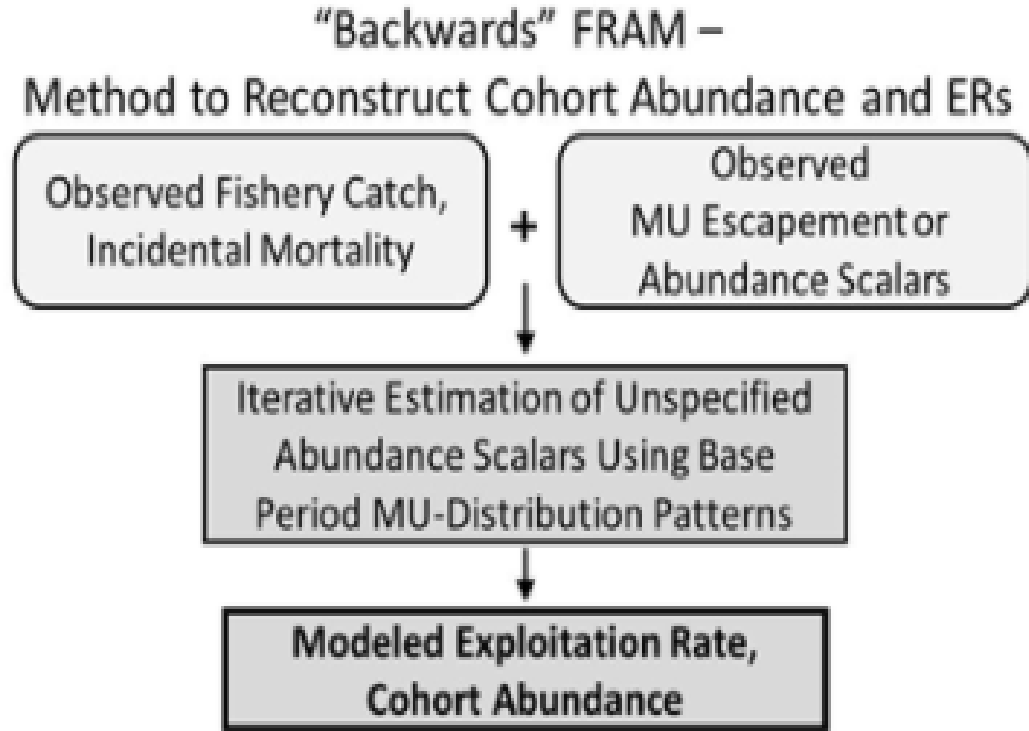 "Backwards" FRAM –
Method to Reconstruct Cohort Abundance and ERs
Observed Fishery Catch,
Incidental Mortality
+
Observed
MU Escapement or
Abundance Scalars
Iterative Estimation of Unspecified
Abundance Scalars Using Base
Period MU-Distribution Patterns
Modeled Exploitation Rate,
Cohort Abundance